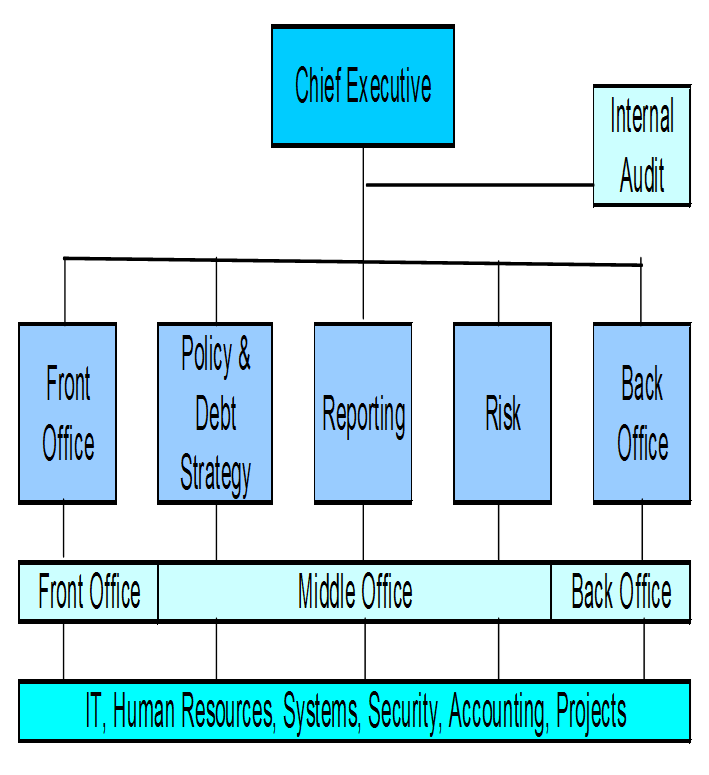 Chief Executive
Internal
Audit
Front
Office
Policy &
Debt
Strategy
Reporting
Risk
Back
Office
Front Office
Middle Office
Back Office
IT, Human Resources, Systems, Security, Accounting, Projects